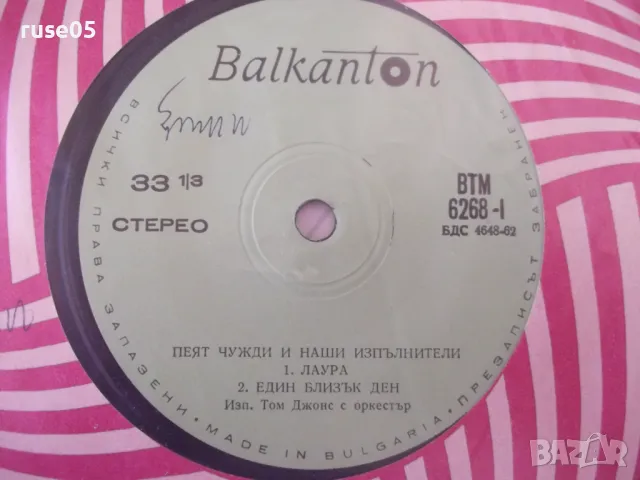 ruse05
Balkanton
33 1/3
СТЕРЕО
ВТМ
6268-I
БДС 4648-62
ПЕЯТ ЧУЖДИ И НАШИ ИЗПЪЛНИТЕЛИ
1. ЛАУРА
2. ЕДИН БЛИЗЪК ДЕН
Изп. Том Джонс с оркестър
ВСИЧКИ ПРАВА ЗАПАЗЕНИ • MADE IN BULGARIA • ПРЕЗАПИСЪТ ЗАБРАНЕН
BAZAR